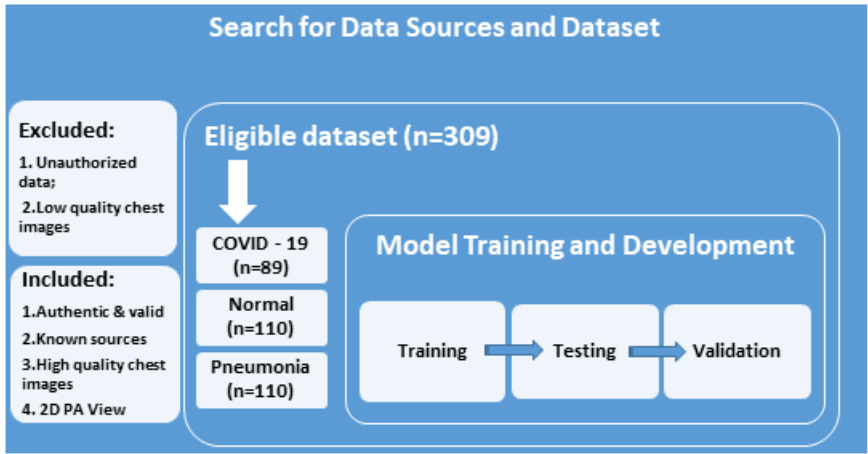 Search for Data Sources and Dataset
Excluded:
1. Unauthorized
data;
2.Low quality chest
images
Included:
1.Authentic & valid
2.Known sources
3.High quality chest
images
4. 2D PA View
Eligible dataset (n=309)
COVID - 19
(n=89)
Normal
(n=110)
Pneumonia
(n=110)
Model Training and Development
Training
Testing
Validation